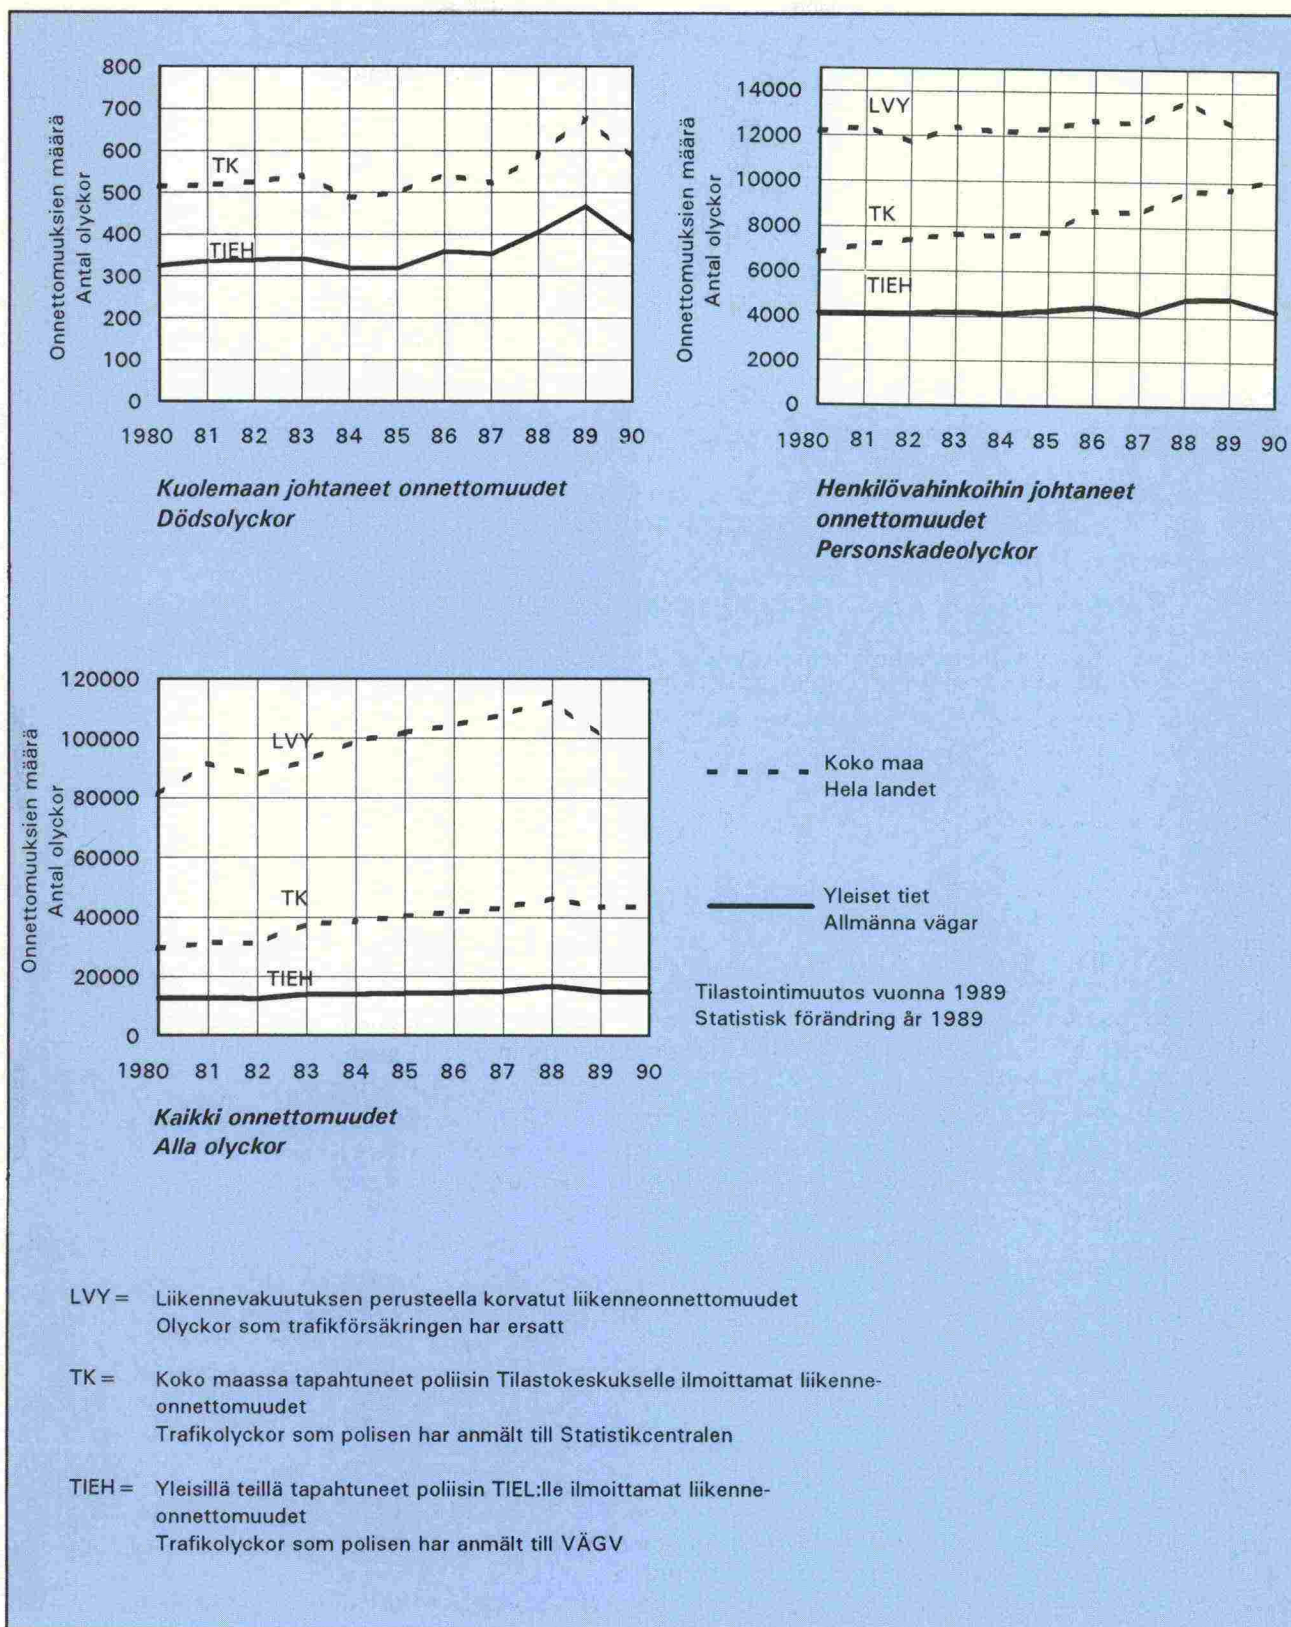 800
700
600
500
400
300
200
100
0
Onnettomuuksien määrä
Antal olyckor
TK
TIEH
1980 81 82 83 84 85 86 87 88 89 90
Kuolemaan johtaneet onnettomuudet
Dödsolyckor
14000
12000
10000
8000
6000
4000
2000
0
Onnettomuuksien määrä
Antal olyckor
LVY
TK
TIEH
1980 81 82 83 84 85 86 87 88 89 90
Henkilövahinkoihin johtaneet
onnettomuudet
Personskadeolyckor
120000
100000
80000
60000
40000
20000
0
Onnettomuuksien määrä
Antal olyckor
LVY
TK
TIEH
1980 81 82 83 84 85 86 87 88 89 90
Kaikki onnettomuudet
Alla olyckor
Koko maa
Hela landet
Yleiset tiet
Allmänna vägar
Tilastointimuutos vuonna 1989
Statistisk förändring år 1989
LVY = Liikennevakuutuksen perusteella korvatut liikenneonnettomuudet
Olyckor som trafikförsäkringen har ersatt
TK = Koko maassa tapahtuneet poliisin Tilastokeskukselle ilmoittamat liikenne-
onnettomuudet
Trafikolyckor som polisen har anmält till Statistikcentralen
TIEH = Yleisillä teillä tapahtuneet poliisin TIEL:lle ilmoittamat liikenne-
onnettomuudet
Trafikolyckor som polisen har anmält till VÄGV